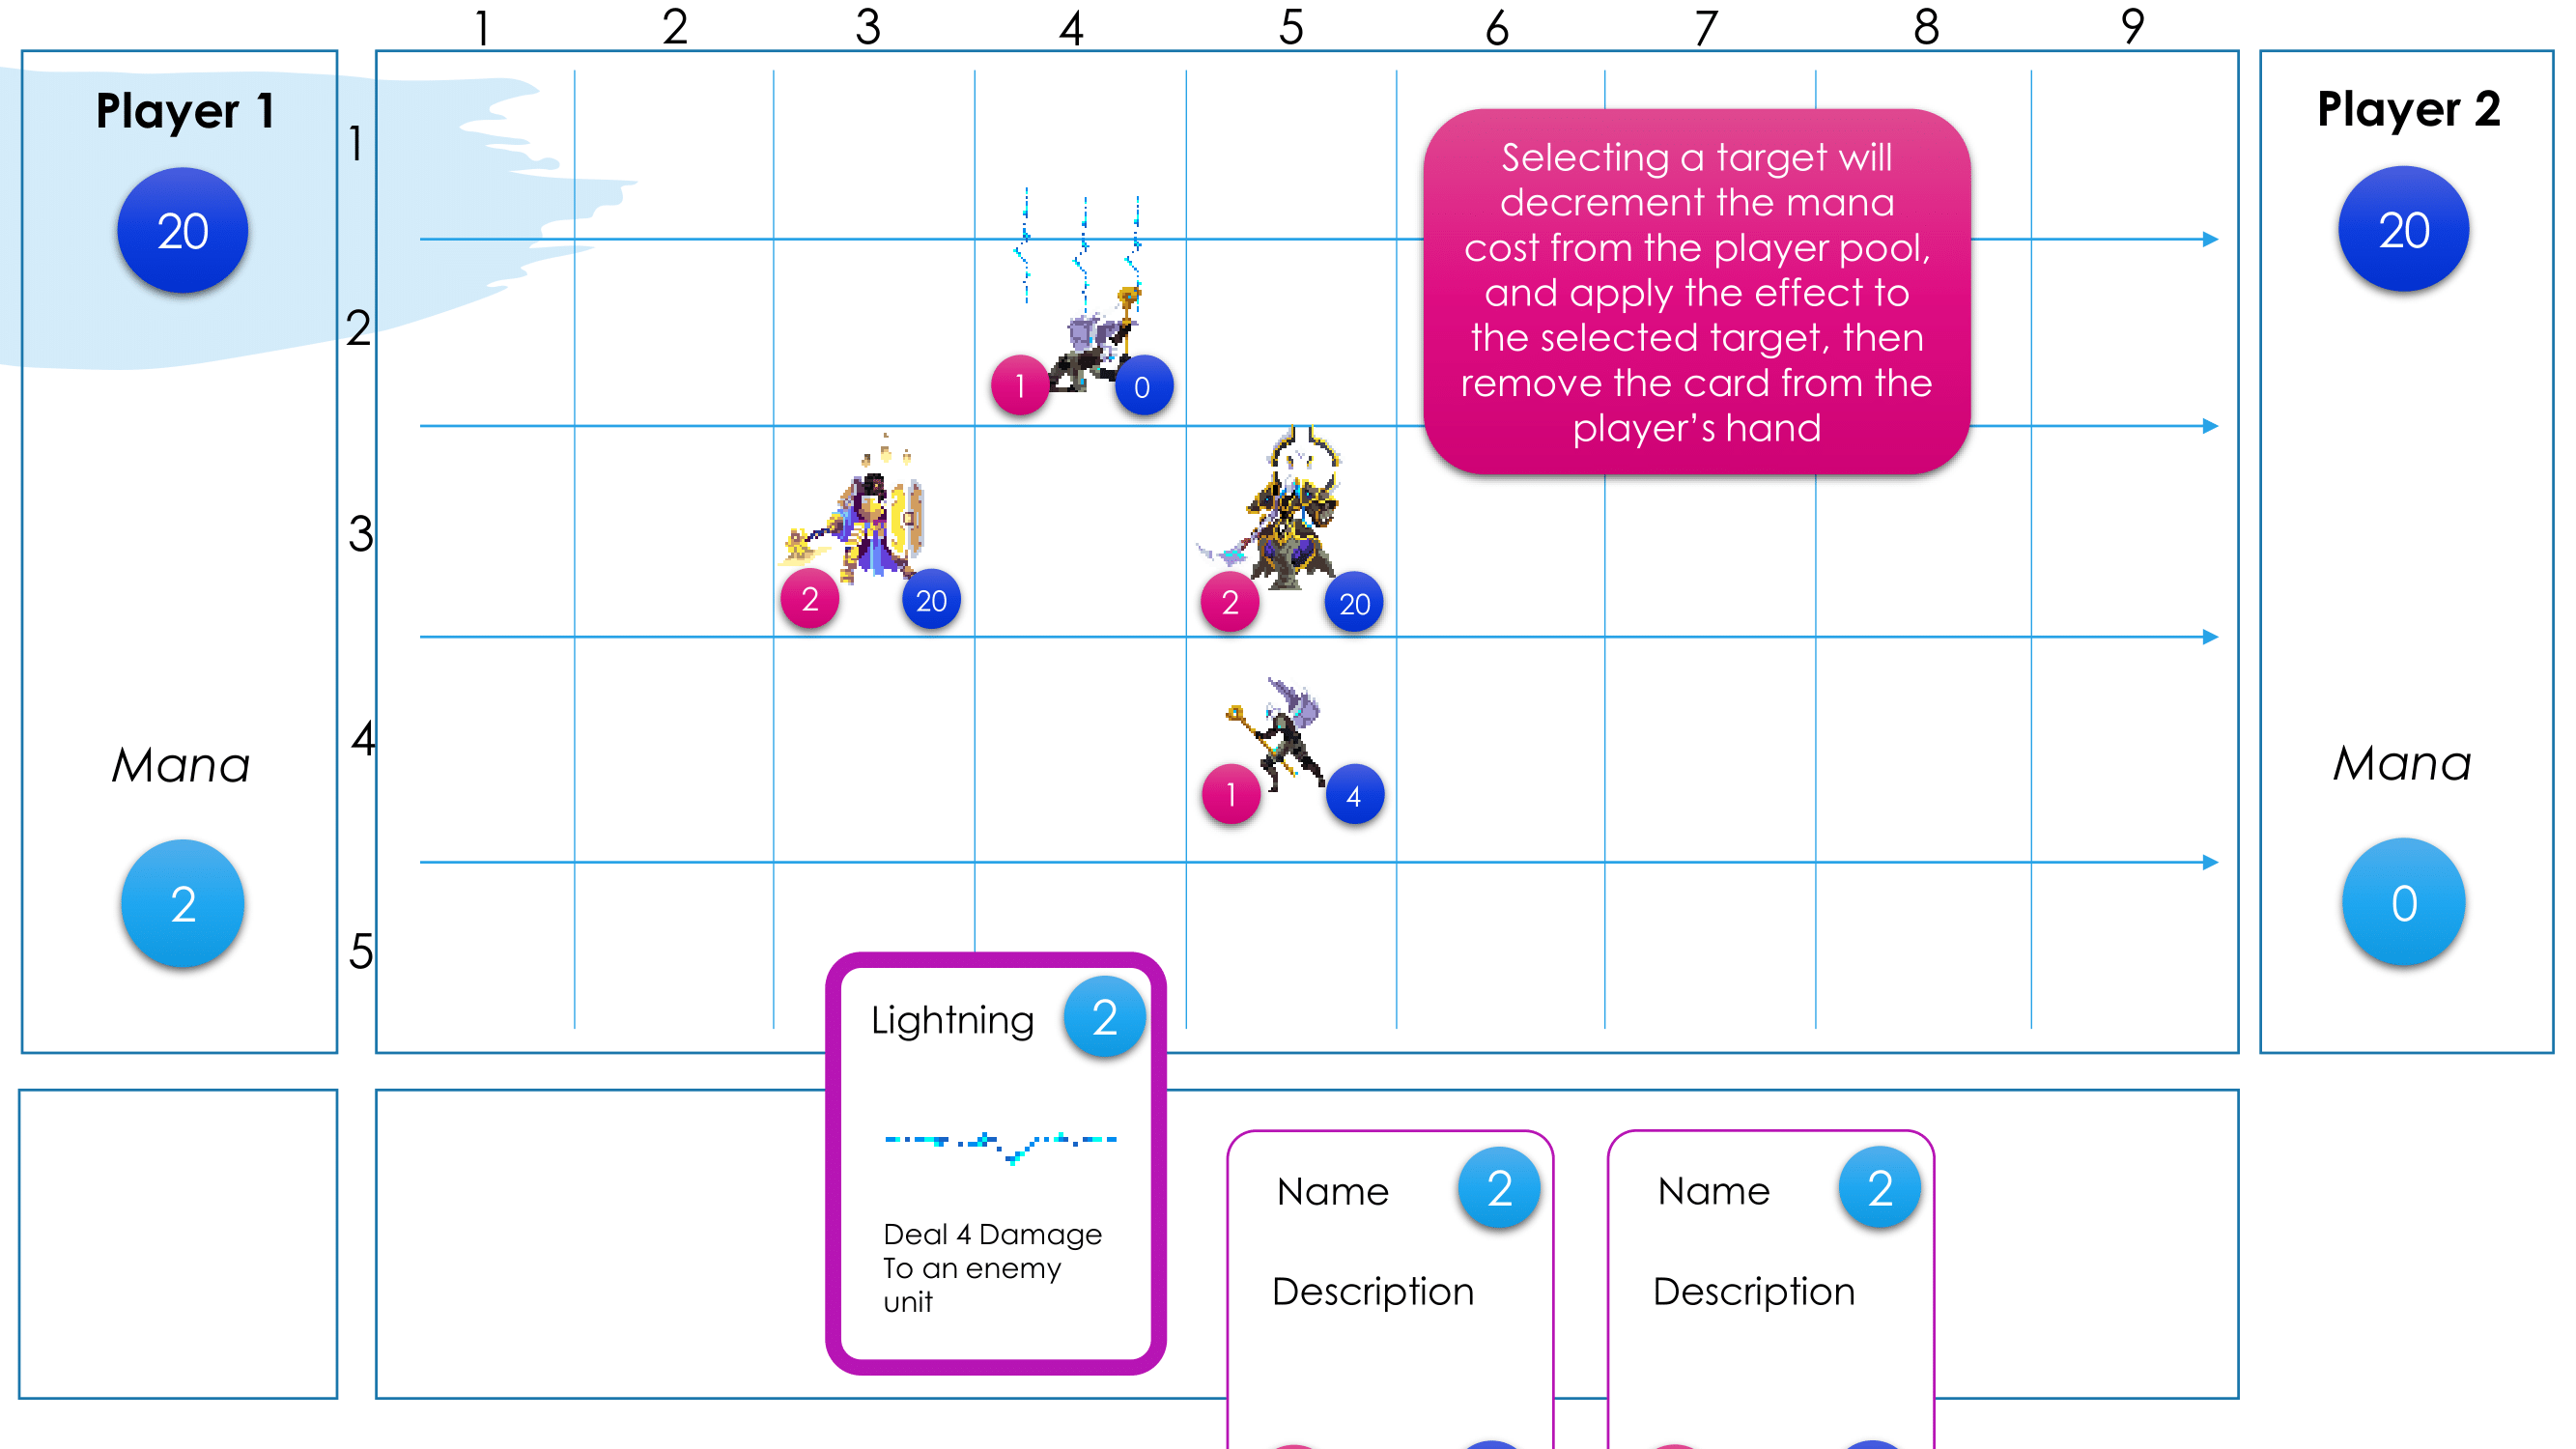 1 2 3 4 5 6 7 8 9
Player 1
20
Mana
2
1
2
3
4
5
1 0
2 20
2 20
1 4
Selecting a target will
decrement the mana
cost from the player pool,
and apply the effect to
the selected target, then
remove the card from the
player’s hand
Player 2
20
Mana
0
Lightning 2
Deal 4 Damage
To an enemy
unit
Name 2
Description
Name 2
Description